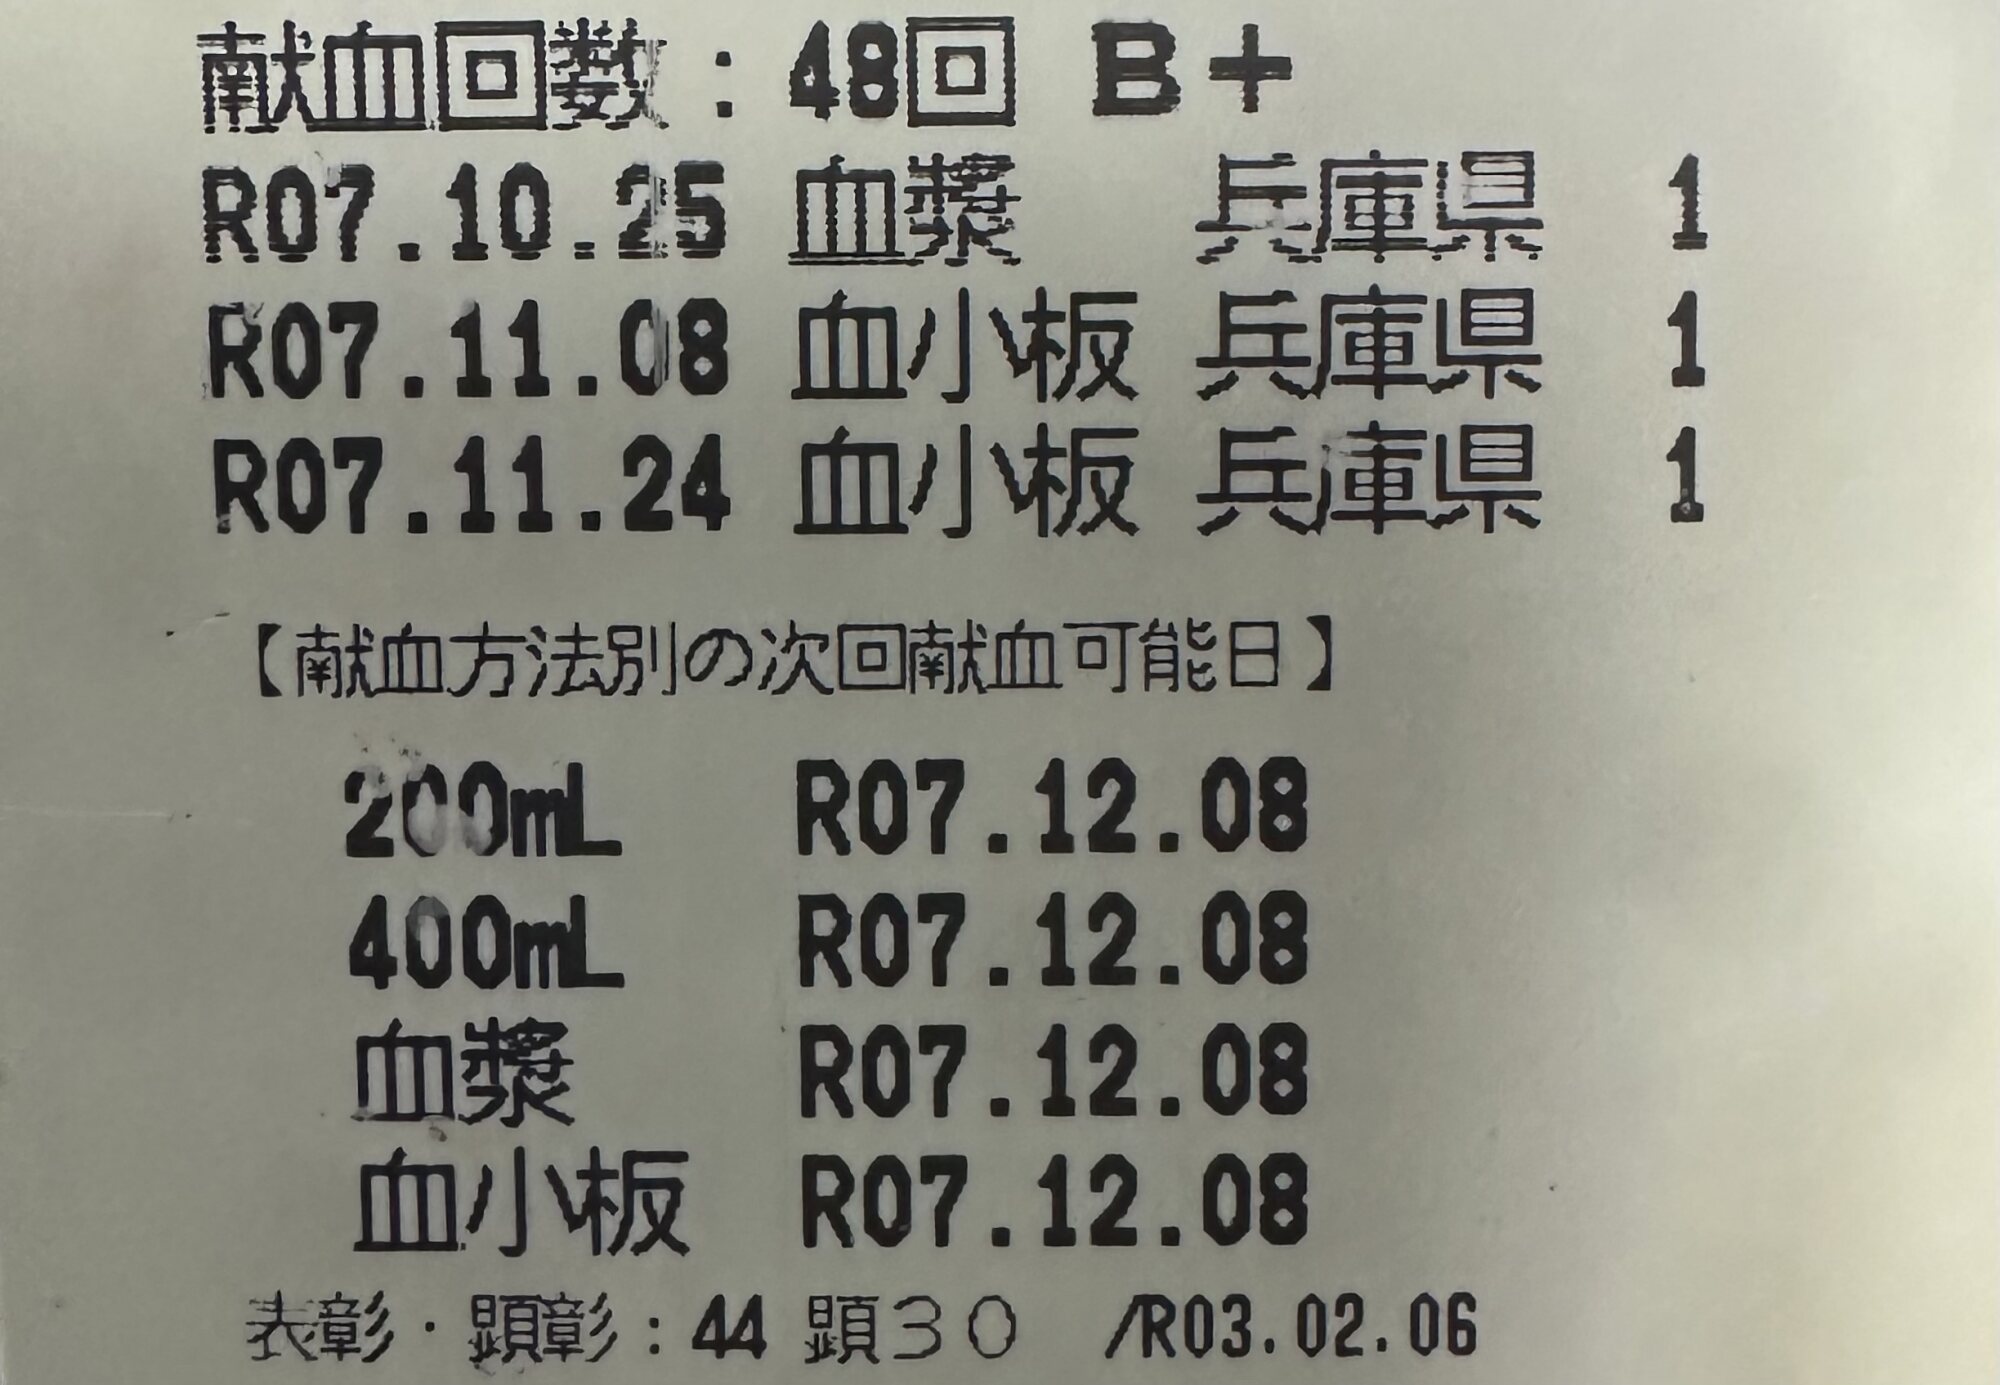 献血回数：48回 B+
R07.10.25 血漿 兵庫県 1
R07.11.08 血小板 兵庫県 1
R07.11.24 血小板 兵庫県 1
【献血方法別の次回献血可能日】
200mL R07.12.08
400mL R07.12.08
血漿 R07.12.08
血小板 R07.12.08
表彰・顕彰：44 顕３０ /R03.02.06